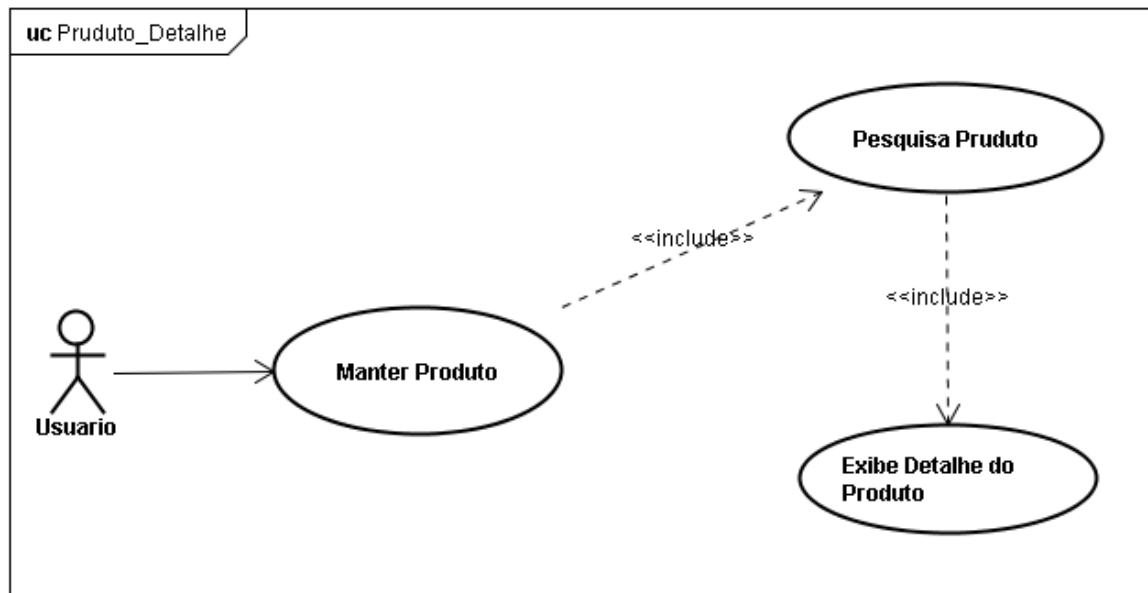 uc Pruduto_Detalhe
Pesquisa Pruduto
<<include>>
<<include>>
Manter Produto
Usuario
Exibe Detalhe do
Produto